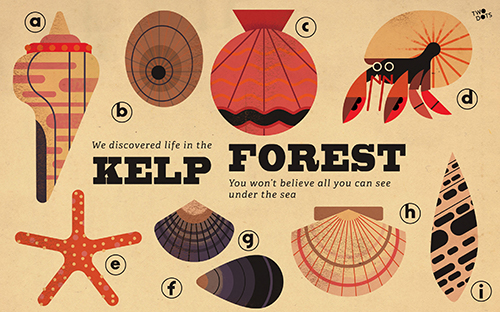 TWO
DOTS
a
b
c
d
We discovered life in the
KELP FOREST
You won't believe all you can see
under the sea
e
f
g
h
i